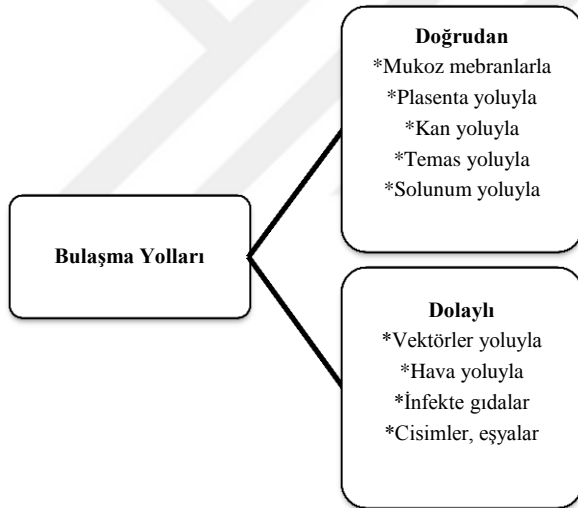 Bulaşma Yolları
Doğrudan
*Mukoz mebranlarla
*Plasenta yoluyla
*Kan yoluyla
*Temas yoluyla
*Solunum yoluyla
Dolaylı
*Vektörler yoluyla
*Hava yoluyla
*İnfekte gıdalar
*Cisimler, eşyalar